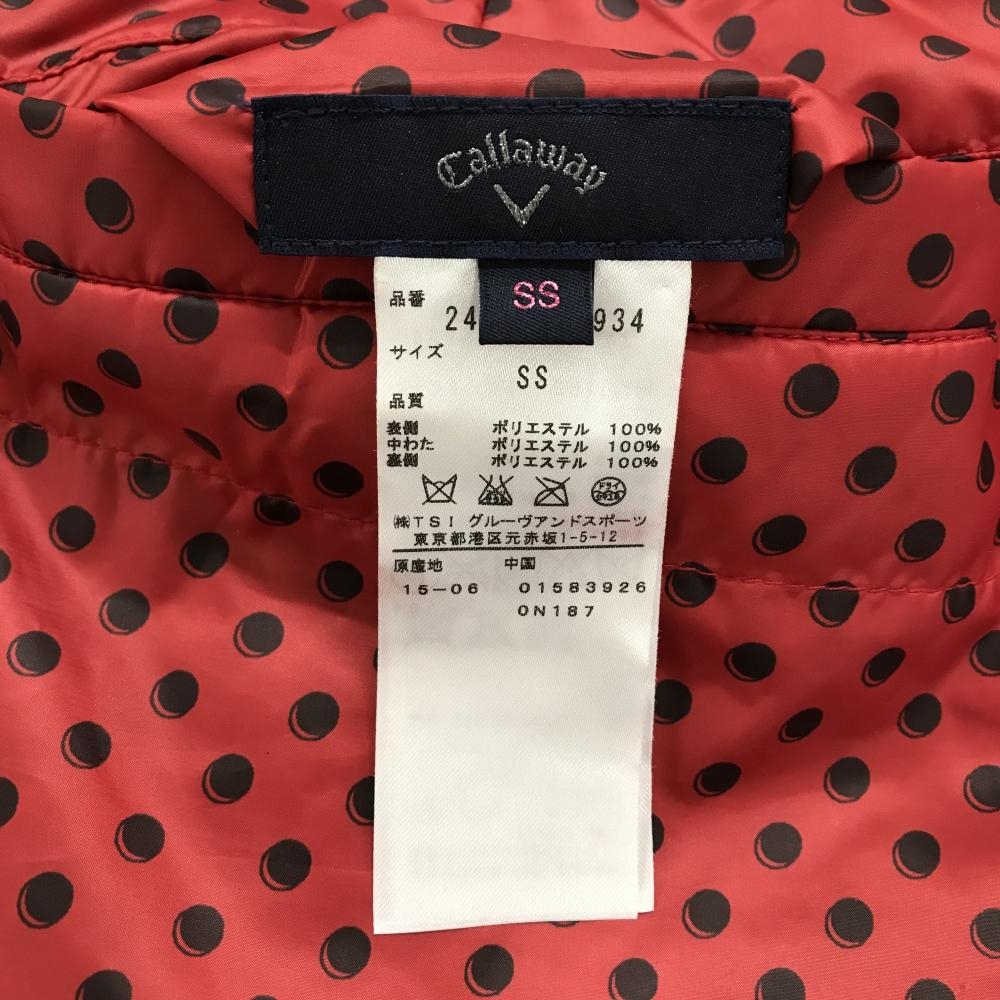 Callaway
SS
品番
24 934
サイズ
SS
品質
表側 ポリエステル 100%
中わた ポリエステル 100%
裏側 ポリエステル 100%
ドライ
㈱TSI グルーヴアンドスポーツ
東京都港区元赤坂1-5-12
原産地 中国
15-06 01583926
0N187